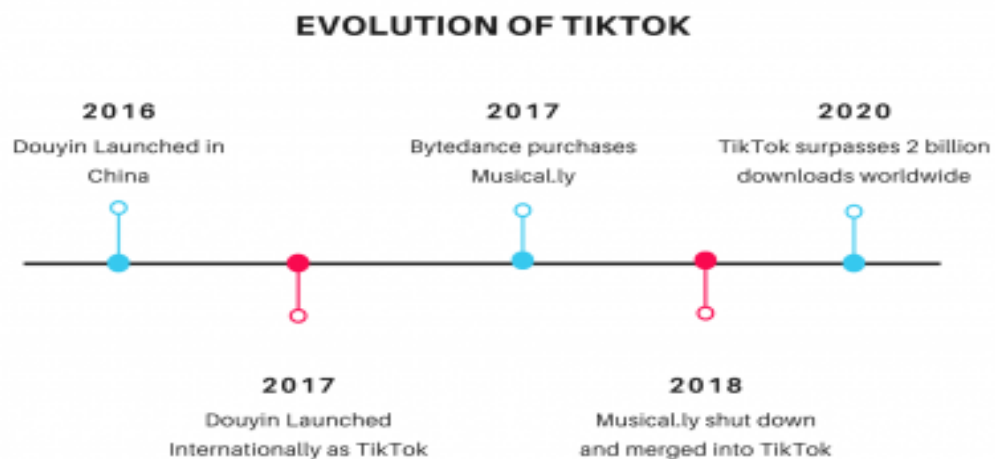 EVOLUTION OF TIKTOK
2016
Douyin Launched in
China
2017
Douyin Launched
Internationally as TikTok
2017
Bytedance purchases
Musical.ly
2018
Musical.ly shut down
and merged into TikTok
2020
TikTok surpasses 2 billion
downloads worldwide